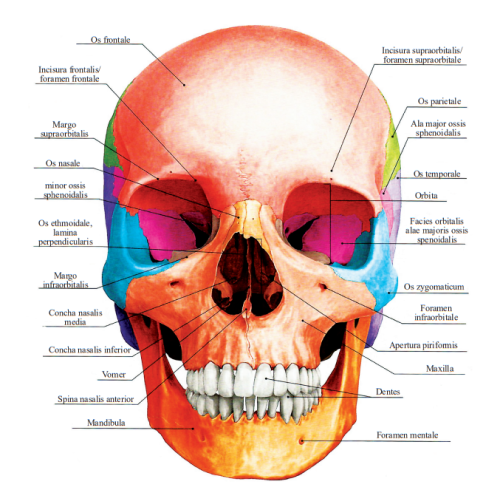 Os frontale
Incisura frontalis/
foramen frontale
Margo
supraorbitalis
Os nasale
minor ossis
sphenoidalis
Os ethmoidale,
lamina
perpendicularis
Margo
infraorbitalis
Concha nasalis
media
Concha nasalis inferior
Vomer
Spina nasalis anterior
Mandibula
Incisura supraorbitalis/
foramen supraorbitale
Os parietale
Ala major ossis
sphenoidalis
Os temporale
Orbita
Facies orbitalis
alae majoris ossis
spenoidalis
Os zygomaticum
Foramen
infraorbitale
Apertura piriformis
Maxilla
Dentes
Foramen mentale